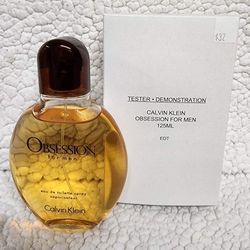 $32
TESTER • DEMONSTRATION
CALVIN KLEIN
OBSESSION FOR MEN
125ML
EDT
OBSESSION
for men
eau de toilette spray
vaporisateur
Calvin Klein